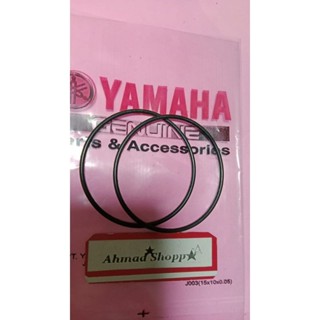 YAMAHA
GENUINE
rts & Accessories
T. Y
Ahmad Shopp
J003(15x10x0.05)